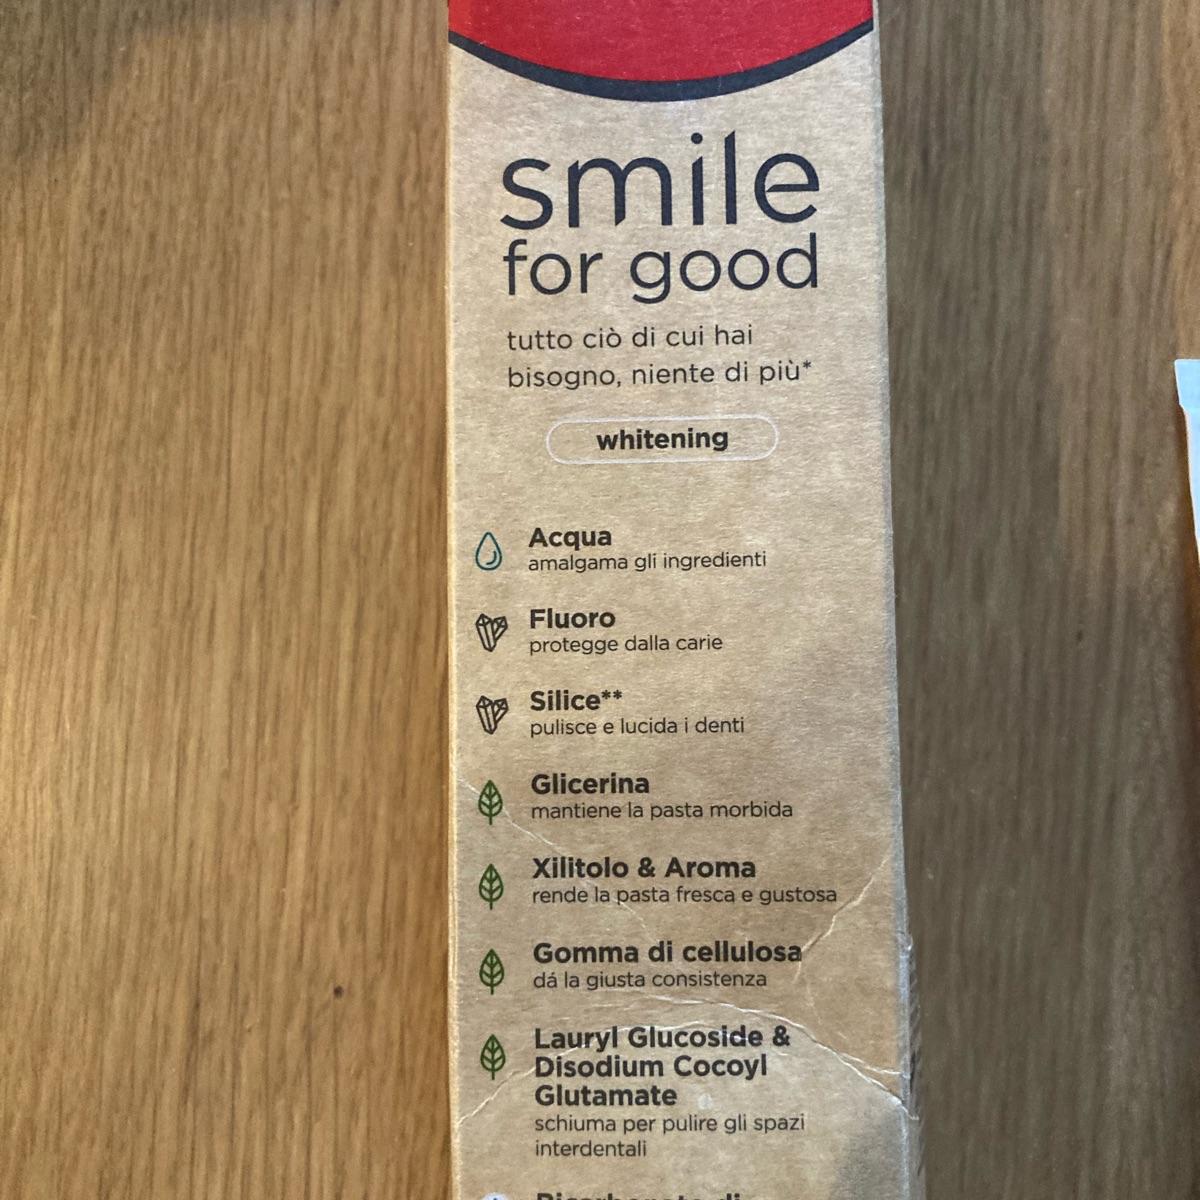 smile
for good
tutto ciò di cui hai
bisogno, niente di più*
whitening
Acqua
amalgama gli ingredienti
Fluoro
protegge dalla carie
Silice**
pulisce e lucida i denti
Glicerina
mantiene la pasta morbida
Xilitolo & Aroma
rende la pasta fresca e gustosa
Gomma di cellulosa
dá la giusta consistenza
Lauryl Glucoside &
Disodium Cocoyl
Glutamate
schiuma per pulire gli spazi
interdentali